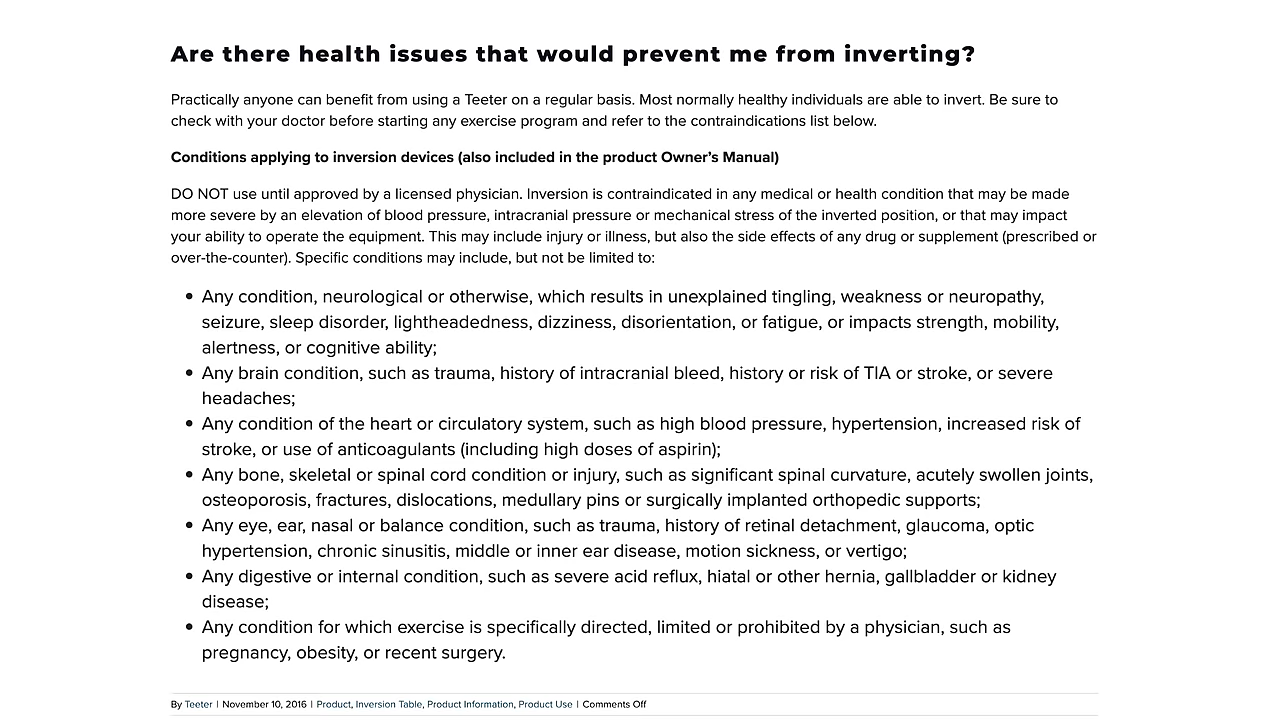 Are there health issues that would prevent me from inverting?
Practically anyone can benefit from using a Teeter on a regular basis. Most normally healthy individuals are able to invert. Be sure to
check with your doctor before starting any exercise program and refer to the contraindications list below.
Conditions applying to inversion devices (also included in the product Owner's Manual)
DO NOT use until approved by a licensed physician. Inversion is contraindicated in any medical or health condition that may be made
more severe by an elevation of blood pressure, intracranial pressure or mechanical stress of the inverted position, or that may impact
your ability to operate the equipment. This may include injury or illness, but also the side effects of any drug or supplement (prescribed or
over-the-counter). Specific conditions may include, but not be limited to:
• Any condition, neurological or otherwise, which results in unexplained tingling, weakness or neuropathy,
seizure, sleep disorder, lightheadedness, dizziness, disorientation, or fatigue, or impacts strength, mobility,
alertness, or cognitive ability;
• Any brain condition, such as trauma, history of intracranial bleed, history or risk of TIA or stroke, or severe
headaches;
• Any condition of the heart or circulatory system, such as high blood pressure, hypertension, increased risk of
stroke, or use of anticoagulants (including high doses of aspirin);
• Any bone, skeletal or spinal cord condition or injury, such as significant spinal curvature, acutely swollen joints,
osteoporosis, fractures, dislocations, medullary pins or surgically implanted orthopedic supports;
• Any eye, ear, nasal or balance condition, such as trauma, history of retinal detachment, glaucoma, optic
hypertension, chronic sinusitis, middle or inner ear disease, motion sickness, or vertigo;
• Any digestive or internal condition, such as severe acid reflux, hiatal or other hernia, gallbladder or kidney
disease;
• Any condition for which exercise is specifically directed, limited or prohibited by a physician, such as
pregnancy, obesity, or recent surgery.
By Teeter | November 10, 2016 | Product, Inversion Table, Product Information, Product Use | Comments Off